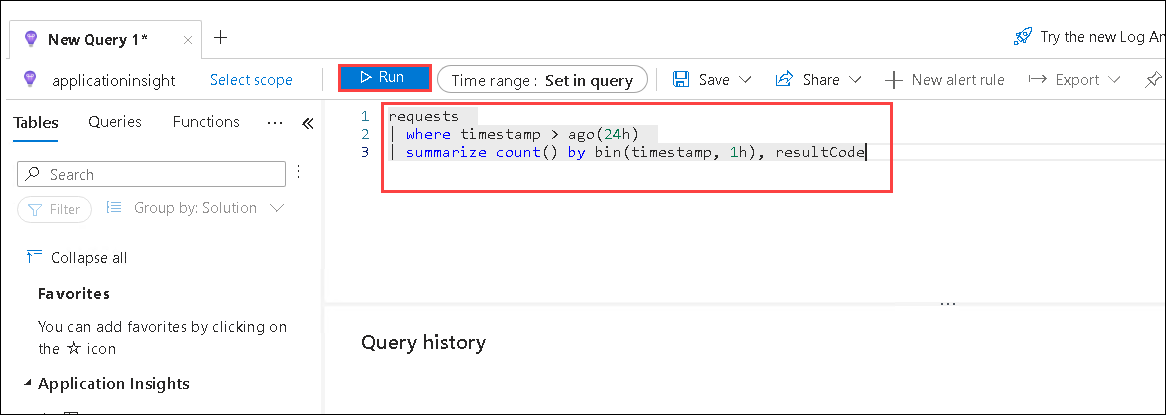 New Query 1* × +
Try the new Log An
applicationinsight Select scope Run Time range : Set in query Save Share New alert rule Export
Tables Queries Functions ··· «
1 requests
2 | where timestamp > ago(24h)
3 | summarize count() by bin(timestamp, 1h), resultCode
Search
Filter Group by: Solution
Collapse all
Favorites
You can add favorites by clicking on
the ☆ icon
Application Insights
...
Query history